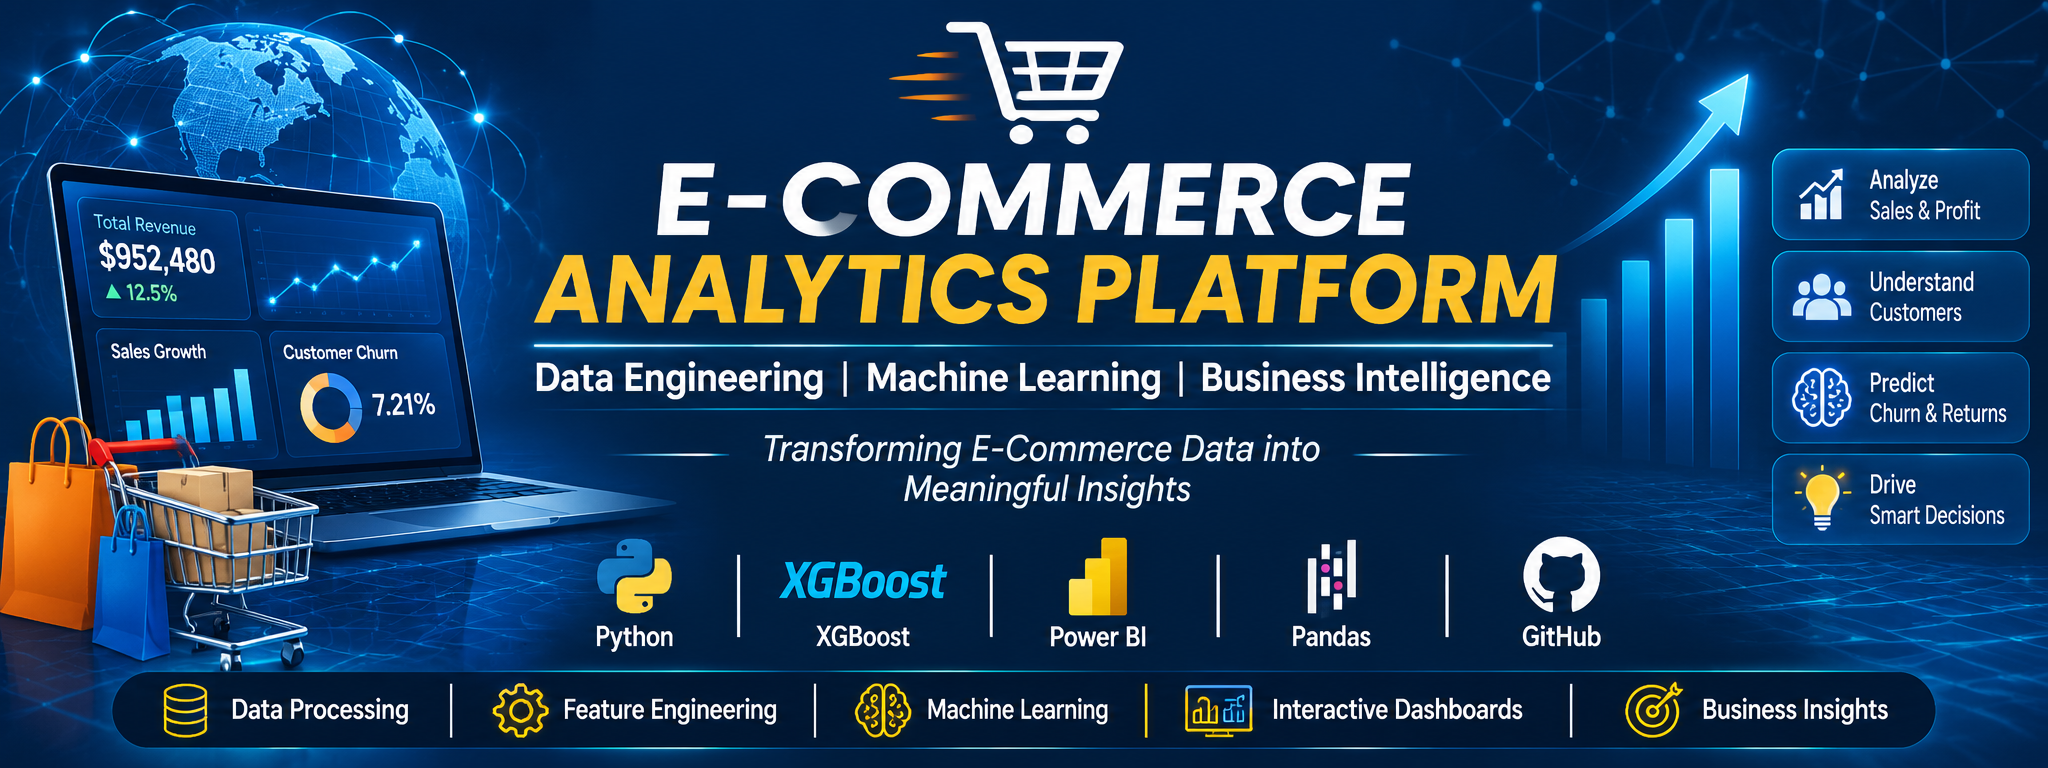 E-COMMERCE
ANALYTICS PLATFORM
Data Engineering | Machine Learning | Business Intelligence
Transforming E-Commerce Data into
Meaningful Insights
Total Revenue
$952,480
▲ 12.5%
Sales Growth
Customer Churn
7.21%
Analyze
Sales & Profit
Understand
Customers
Predict
Churn & Returns
Drive
Smart Decisions
XGBoost
Python
XGBoost
Power BI
Pandas
GitHub
Data Processing
Feature Engineering
Machine Learning
Interactive Dashboards
Business Insights